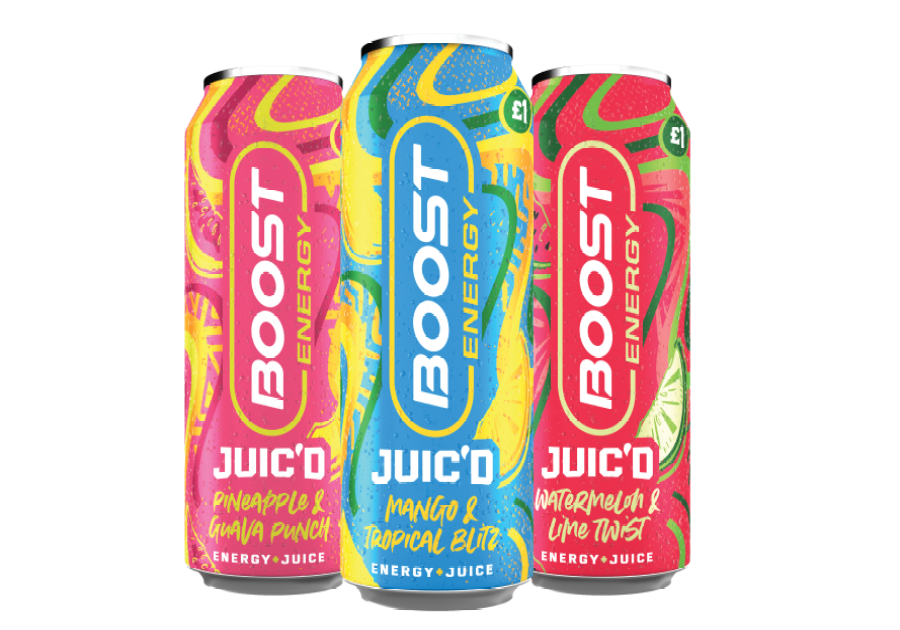 BOOST
ENERGY
JUIC'D
PINEAPPLE &
GUAVA PUNCH
ENERGY+JUICE
£1
BOOST
ENERGY
JUIC'D
MANGO &
TROPICAL BLITZ
ENERGY+JUICE
£1
BOOST
ENERGY
JUIC'D
WATERMELON &
LIME TWIST
ENERGY+JUICE